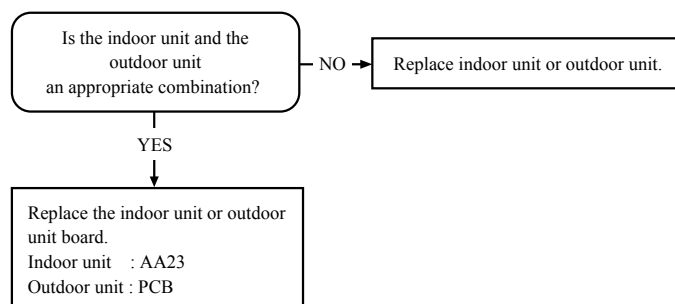 Is the indoor unit and the
outdoor unit
an appropriate combination?
NO
Replace indoor unit or outdoor unit.
YES
Replace the indoor unit or outdoor
unit board.
Indoor unit : AA23
Outdoor unit : PCB